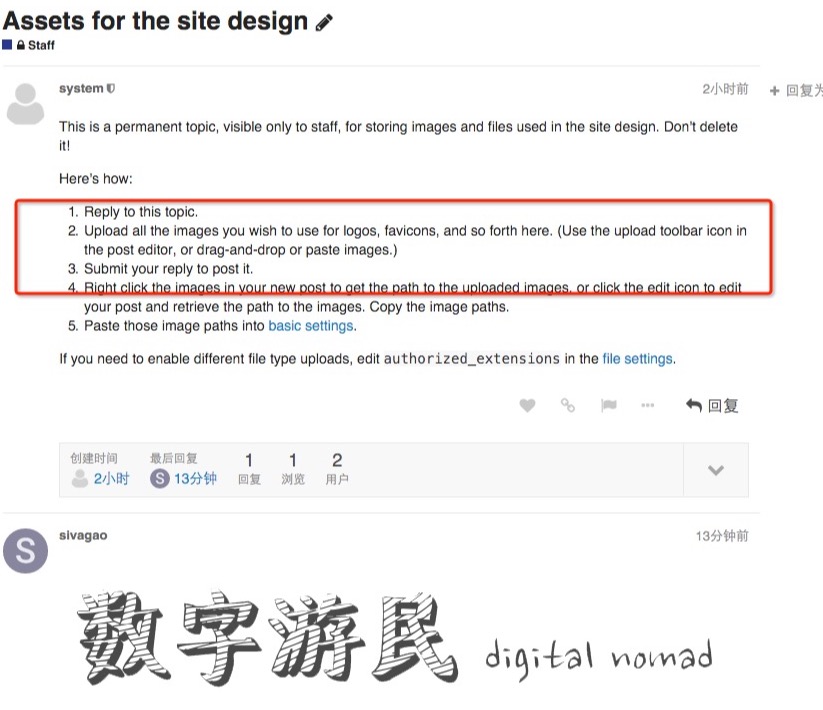 Assets for the site design
Staff
system
2小时前
+ 回复为
This is a permanent topic, visible only to staff, for storing images and files used in the site design. Don't delete
it!
Here's how:
1. Reply to this topic.
2. Upload all the images you wish to use for logos, favicons, and so forth here. (Use the upload toolbar icon in
the post editor, or drag-and-drop or paste images.)
3. Submit your reply to post it.
4. Right click the images in your new post to get the path to the uploaded images, or click the edit icon to edit
your post and retrieve the path to the images. Copy the image paths.
5. Paste those image paths into basic settings.
If you need to enable different file type uploads, edit authorized_extensions in the file settings.
回复
创建时间 最后回复 1 1 2
2小时 S 13分钟 回复 浏览 用户
S
sivagao
13分钟前
数字游民 digital nomad